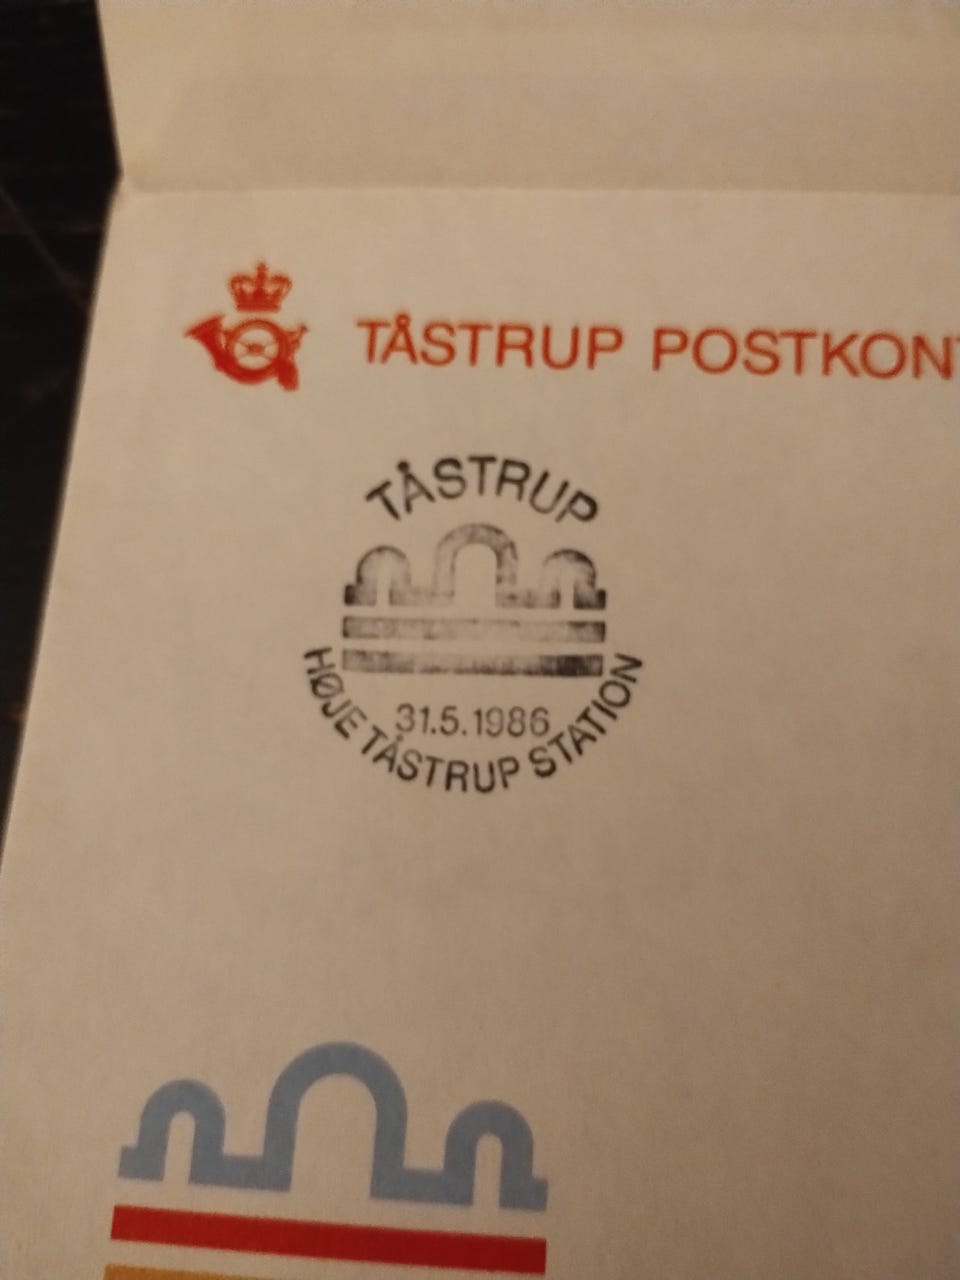 TÅSTRUP POSTKONT
TÅSTRUP
31.5.1986
HØJE TÅSTRUP STATION